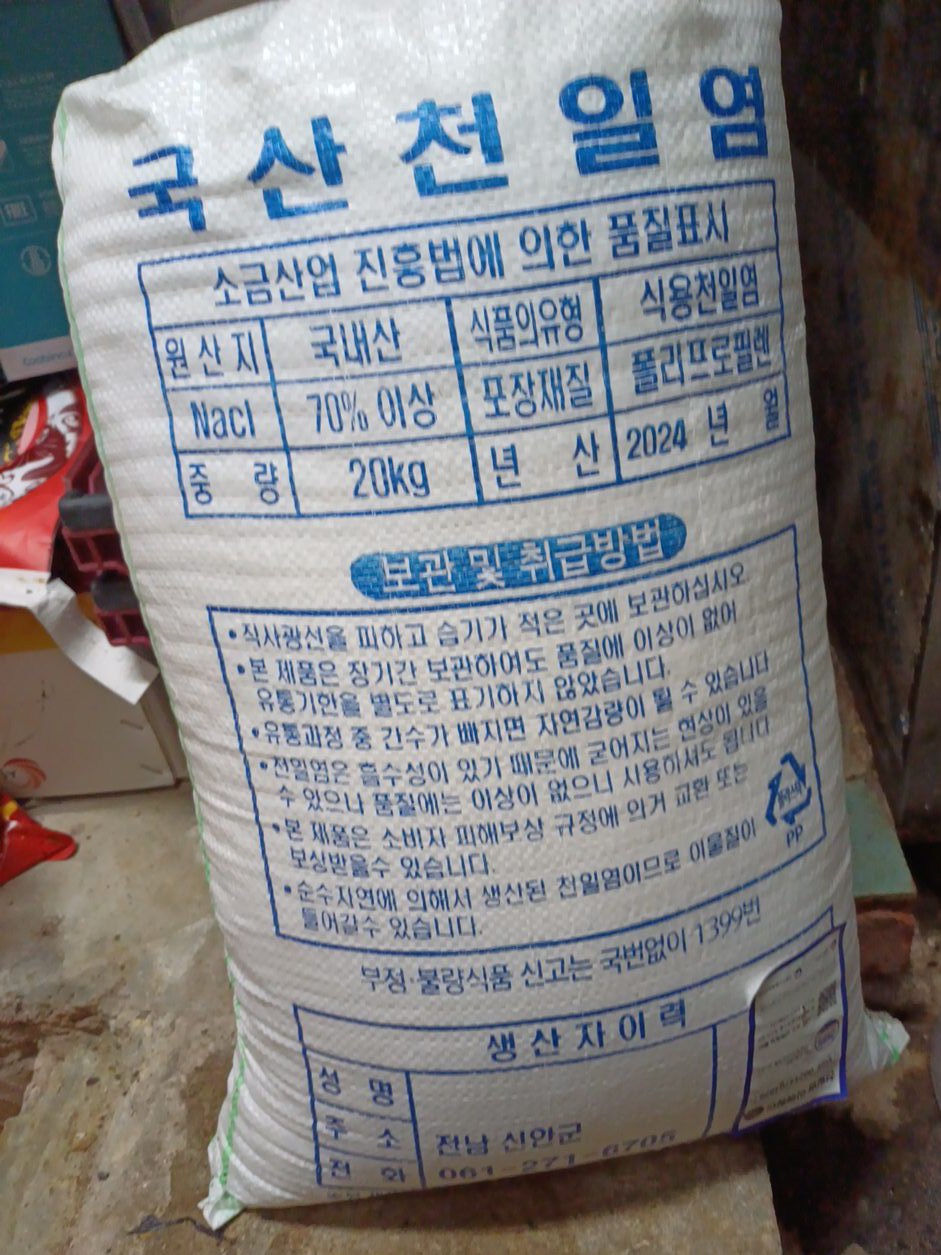 국산천일염
소금산업 진흥법에 의한 품질표시
원산지 국내산 식품의유형 식용천일염
Nacl 70% 이상 포장재질 폴리프로필렌
중 량 20kg 년 산 2024 년 월
보관 및 취급방법
•직사광선을 피하고 습기가 적은 곳에 보관하십시오.
•본 제품은 장기간 보관하여도 품질에 이상이 없어
유통기한을 별도로 표기하지 않았습니다.
•유통과정 중 간수가 빠지면 자연감량이 될 수 있습니다
•천일염은 흡수성이 있기 때문에 굳어지는 현상이 있을
수 있으나 품질에는 이상이 없으니 사용하셔도 됩니다
•본 제품은 소비자 피해보상 규정에 의거 교환 또는
보상받을수 있습니다.
•순수자연에 의해서 생산된 천일염이므로 이물질이
들어갈수 있습니다.
PP
부정·불량식품 신고는 국번없이 1399번
생산자이력
성 명
주 소 전남 신안군
전 화 061-271-6705